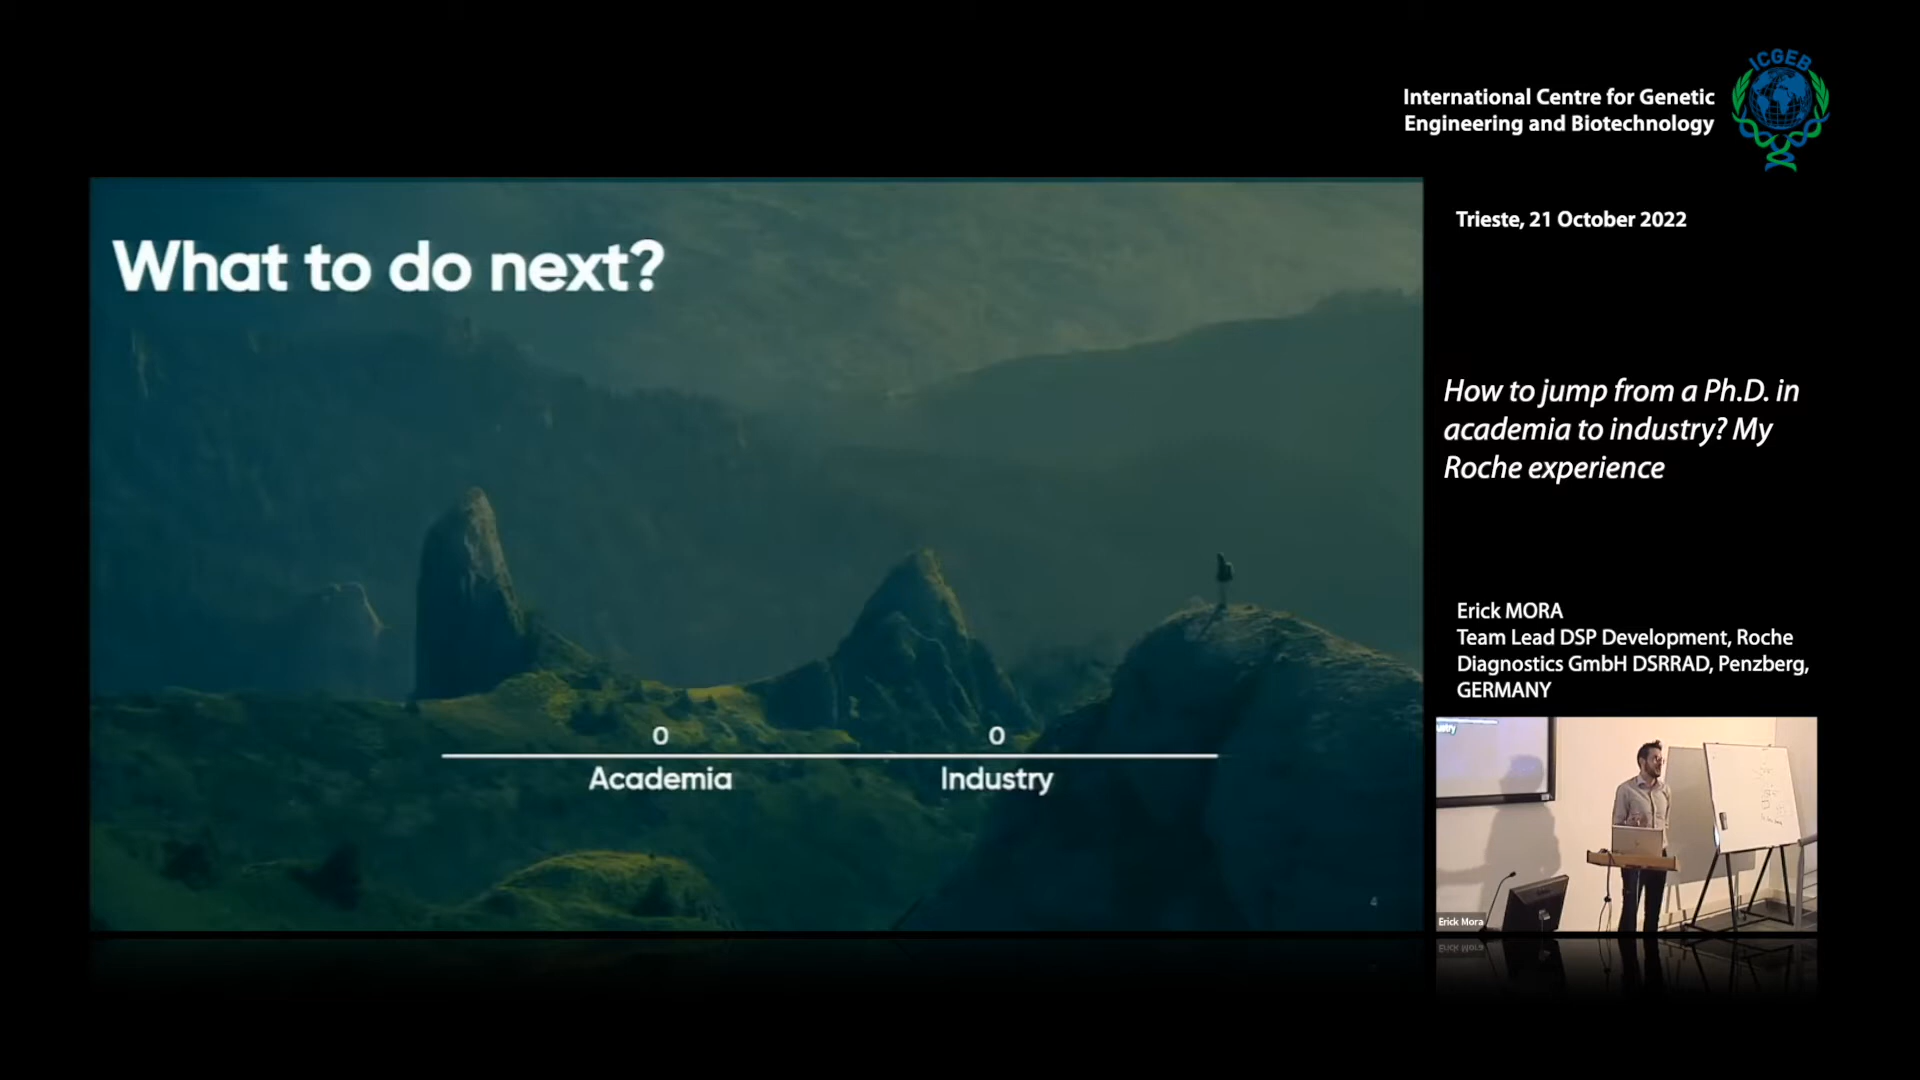 ICGEB
International Centre for Genetic
Engineering and Biotechnology
Trieste, 21 October 2022
What to do next?
How to jump from a Ph.D. in
academia to industry? My
Roche experience
0 0
Academia Industry
4
Erick MORA
Team Lead DSP Development, Roche
Diagnostics GmbH DSRRAD, Penzberg,
GERMANY
Erick Mora